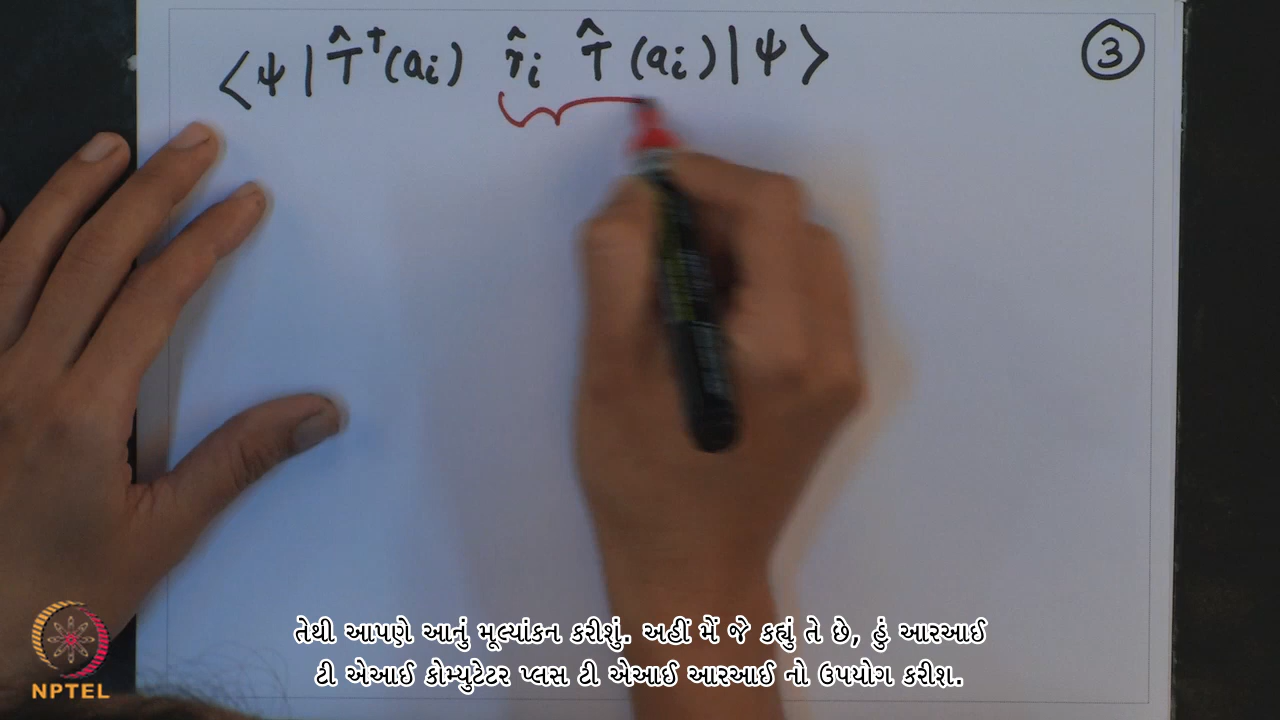 ⟨ψ|T̂†(aᵢ) r̂ᵢ T̂(aᵢ)|ψ⟩ ③
તેથી આપણે આનું મૂલ્યાંકન કરીશું. અહીં મેં જે કહ્યું તે છે, હું આરઆઈ
ટી એઆઈ કોમ્યુટેટર પ્લસ ટી એઆઈ આરઆઈ નો ઉપયોગ કરીશ.
NPTEL